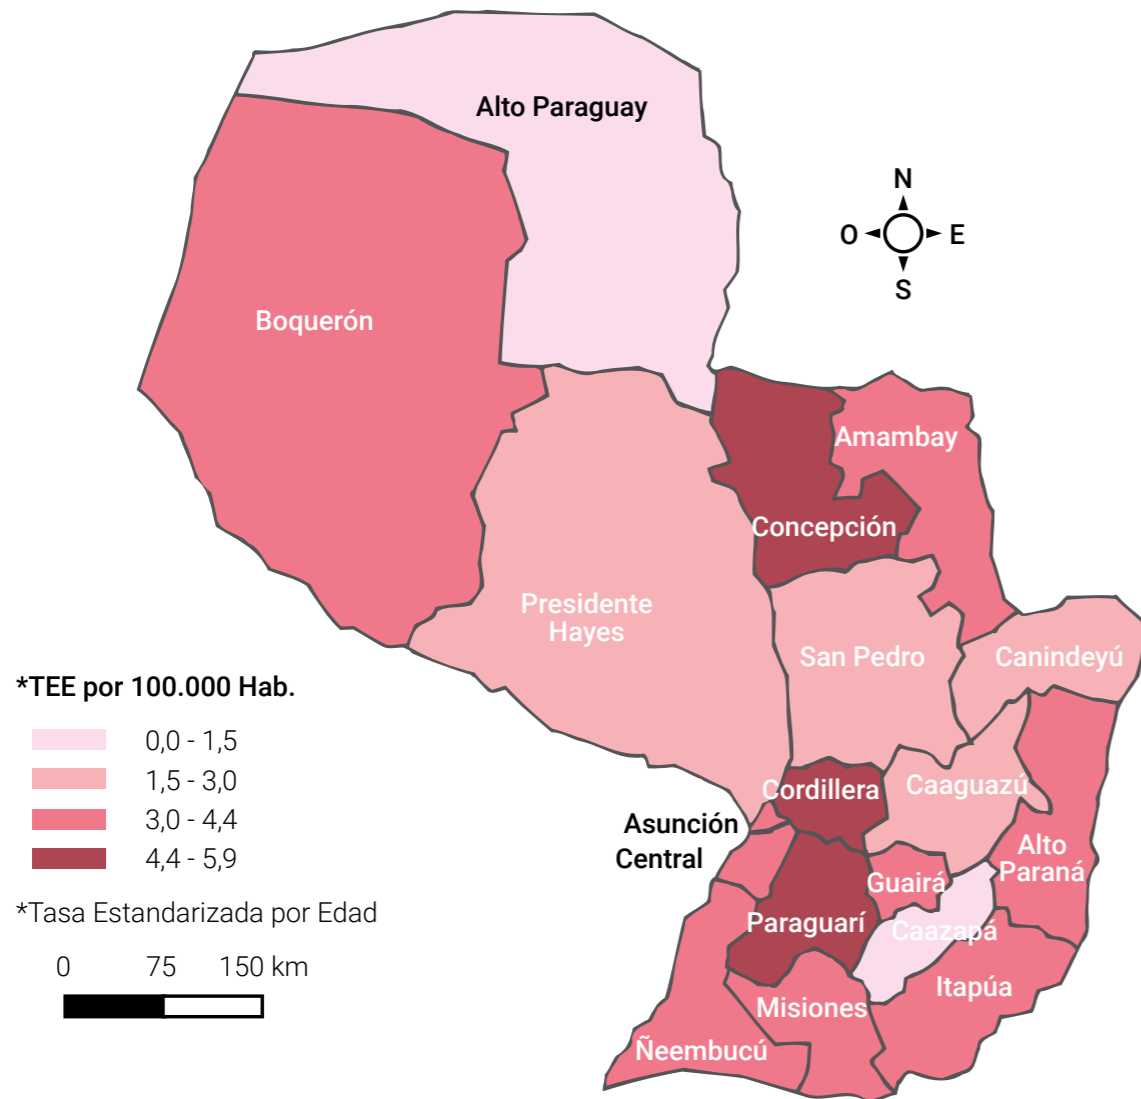 Alto Paraguay
N
O
E
S
Boquerón
Amambay
Concepción
Presidente
Hayes
San Pedro
Canindeyú
*TEE por 100.000 Hab.
0,0 - 1,5
1,5 - 3,0
3,0 - 4,4
4,4 - 5,9
*Tasa Estandarizada por Edad
0 75 150 km
Cordillera
Caaguazú
Asunción
Central
Alto
Paraná
Guairá
Paraguarí
Caazapá
Itapúa
Misiones
Ñeembucú